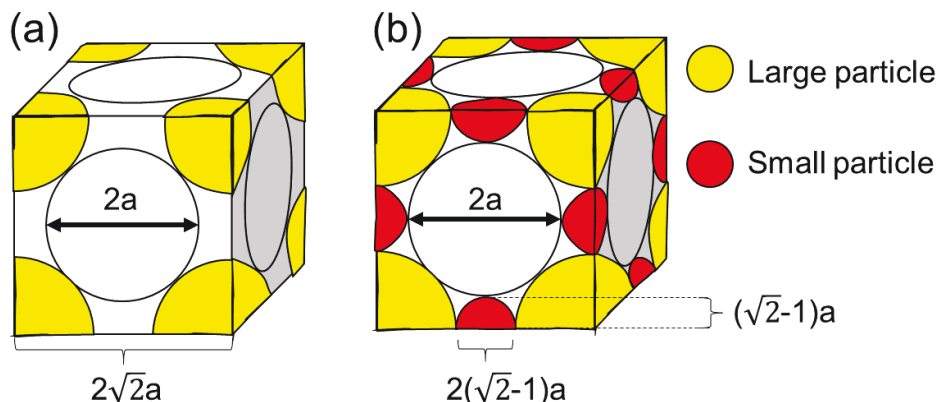 (a)
(b)
Large particle
Small particle
2a
2a
(√2-1)a
2√2a
2(√2-1)a